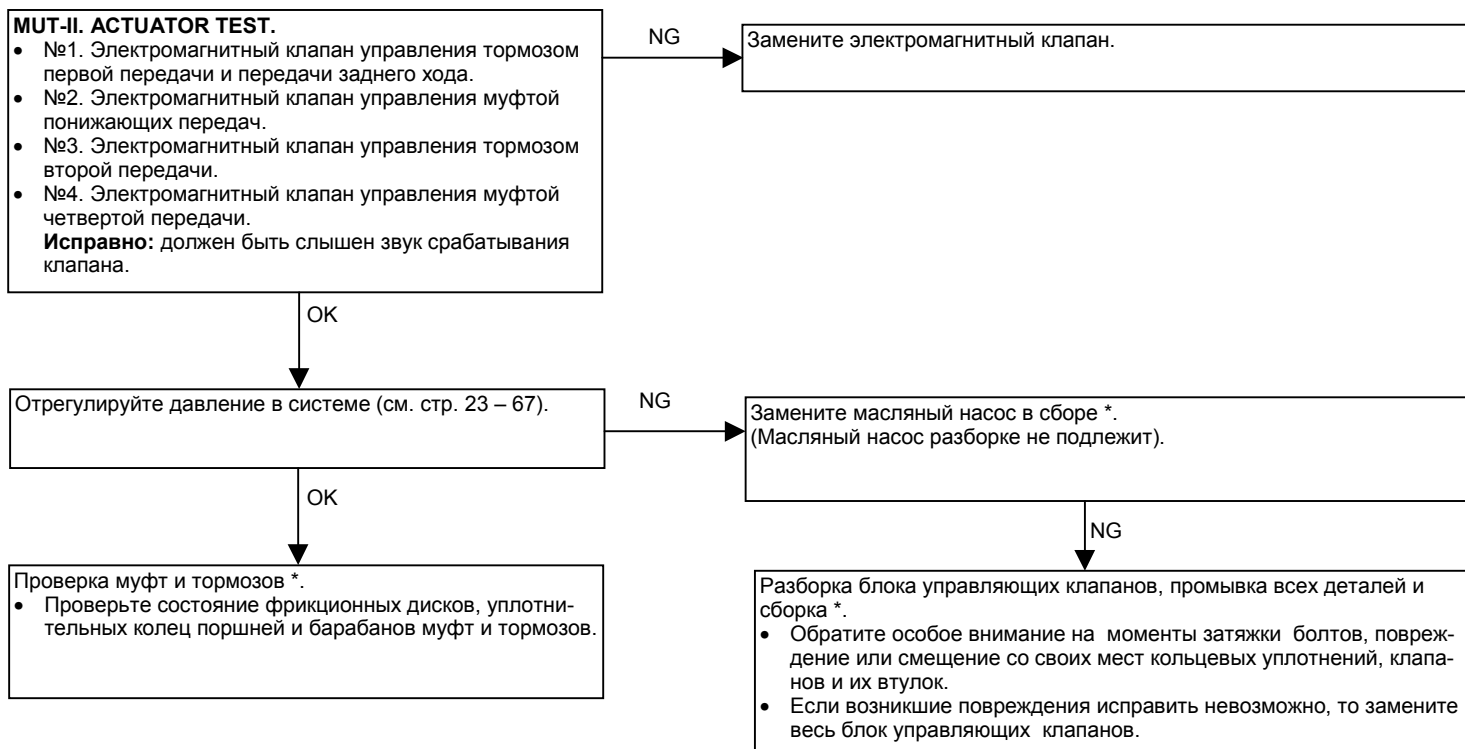 MUT-II. ACTUATOR TEST.
• №1. Электромагнитный клапан управления тормозом
первой передачи и передачи заднего хода.
• №2. Электромагнитный клапан управления муфтой
понижающих передач.
• №3. Электромагнитный клапан управления тормозом
второй передачи.
• №4. Электромагнитный клапан управления муфтой
четвертой передачи.
Исправно: должен быть слышен звук срабатывания
клапана.
NG
Замените электромагнитный клапан.
OK
Отрегулируйте давление в системе (см. стр. 23 – 67).
NG
Замените масляный насос в сборе *.
(Масляный насос разборке не подлежит).
OK
NG
Проверка муфт и тормозов *.
• Проверьте состояние фрикционных дисков, уплотни-
тельных колец поршней и барабанов муфт и тормозов.
Разборка блока управляющих клапанов, промывка всех деталей и
сборка *.
• Обратите особое внимание на моменты затяжки болтов, повреж-
дение или смещение со своих мест кольцевых уплотнений, клапа-
нов и их втулок.
• Если возникшие повреждения исправить невозможно, то замените
весь блок управляющих клапанов.